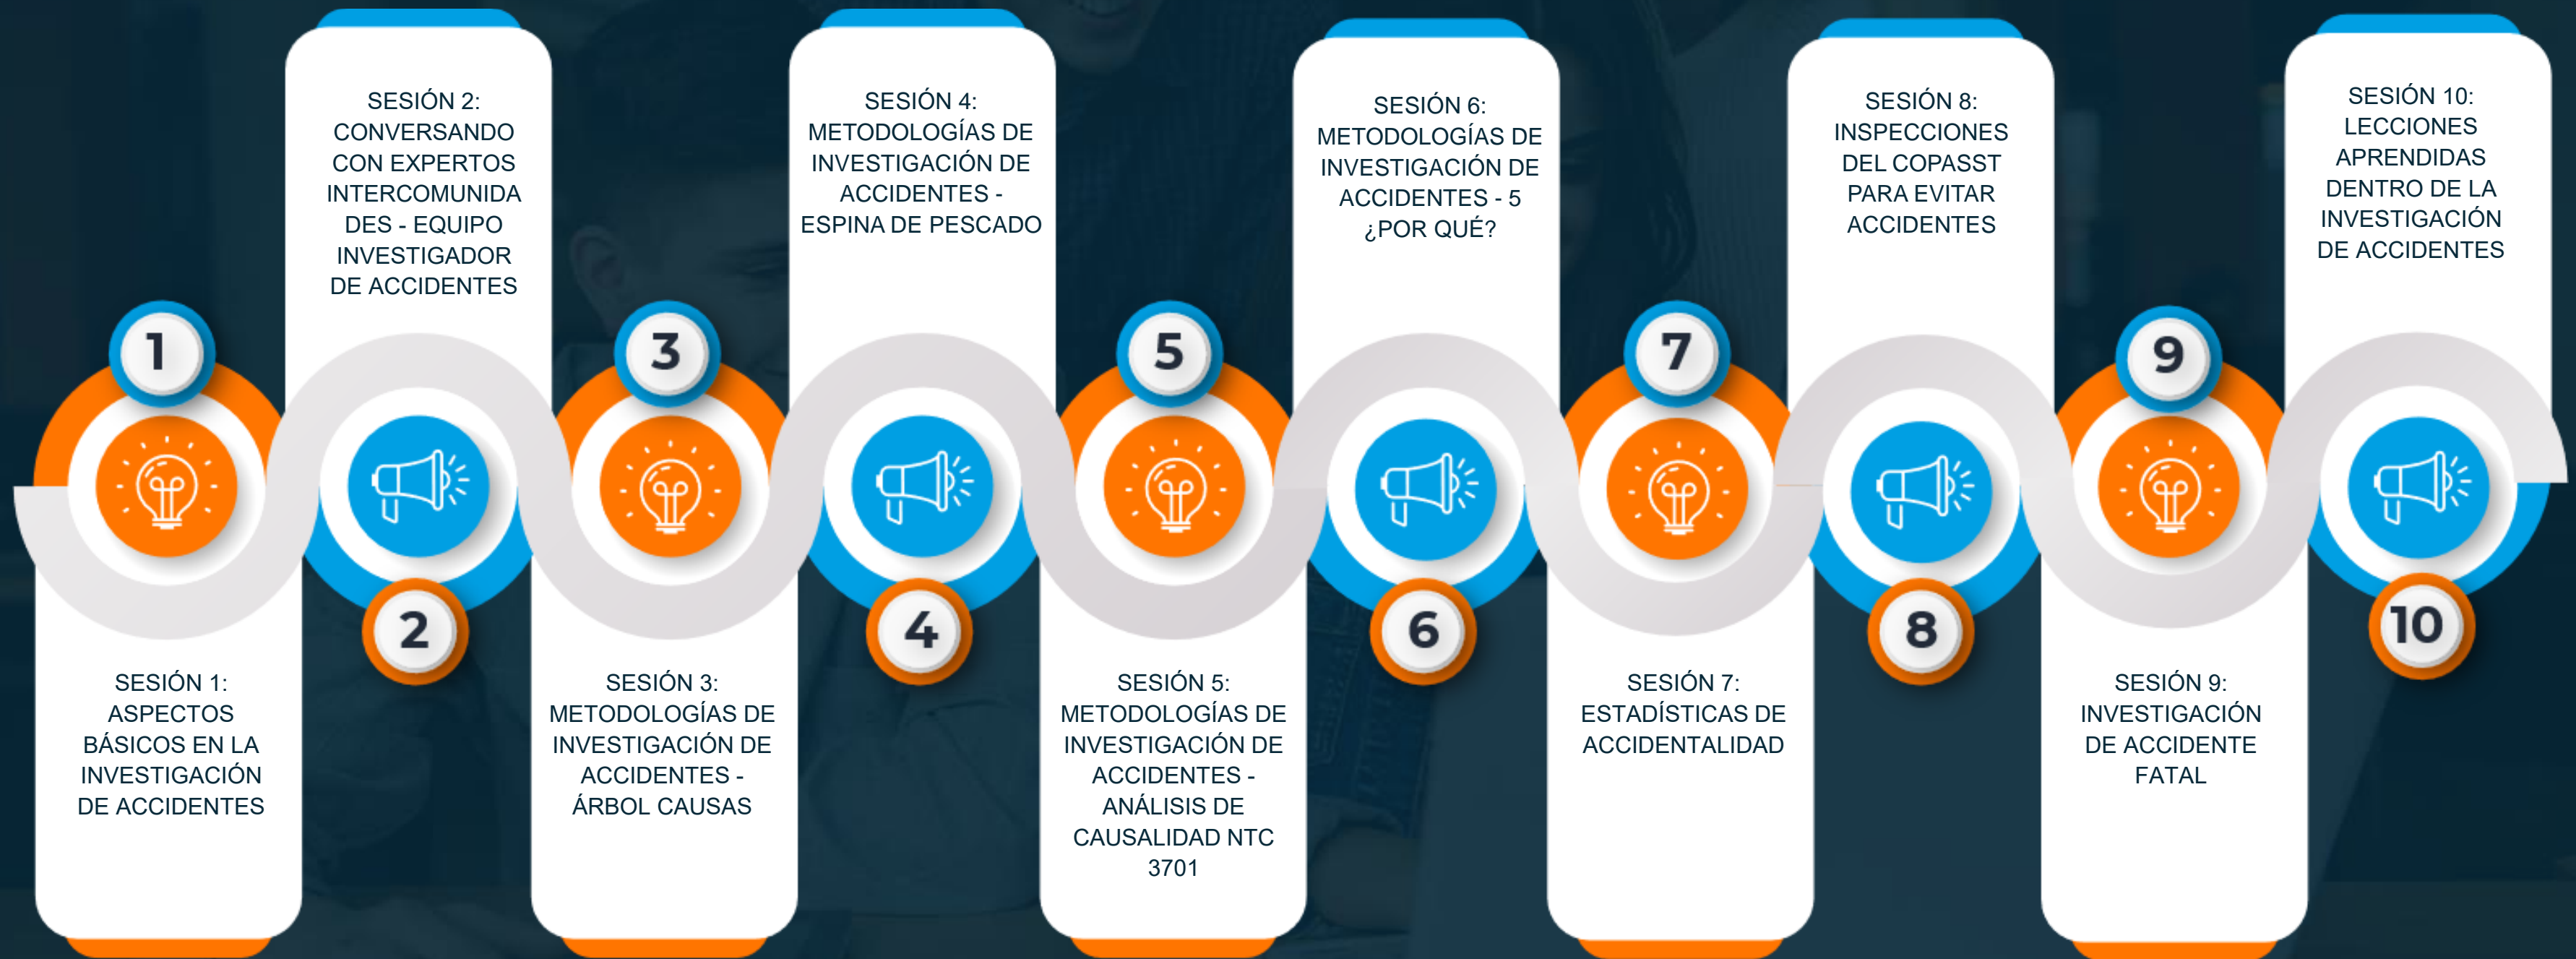 1
SESIÓN 1:
ASPECTOS
BÁSICOS EN LA
INVESTIGACIÓN
DE ACCIDENTES
SESIÓN 2:
CONVERSANDO
CON EXPERTOS
INTERCOMUNIDA
DES - EQUIPO
INVESTIGADOR
DE ACCIDENTES
2
3
SESIÓN 3:
METODOLOGÍAS DE
INVESTIGACIÓN DE
ACCIDENTES -
ÁRBOL CAUSAS
SESIÓN 4:
METODOLOGÍAS DE
INVESTIGACIÓN DE
ACCIDENTES -
ESPINA DE PESCADO
4
5
SESIÓN 5:
METODOLOGÍAS DE
INVESTIGACIÓN DE
ACCIDENTES -
ANÁLISIS DE
CAUSALIDAD NTC
3701
SESIÓN 6:
METODOLOGÍAS DE
INVESTIGACIÓN DE
ACCIDENTES - 5
¿POR QUÉ?
6
7
SESIÓN 7:
ESTADÍSTICAS DE
ACCIDENTALIDAD
SESIÓN 8:
INSPECCIONES
DEL COPASST
PARA EVITAR
ACCIDENTES
8
9
SESIÓN 9:
INVESTIGACIÓN
DE ACCIDENTE
FATAL
SESIÓN 10:
LECCIONES
APRENDIDAS
DENTRO DE LA
INVESTIGACIÓN
DE ACCIDENTES
10